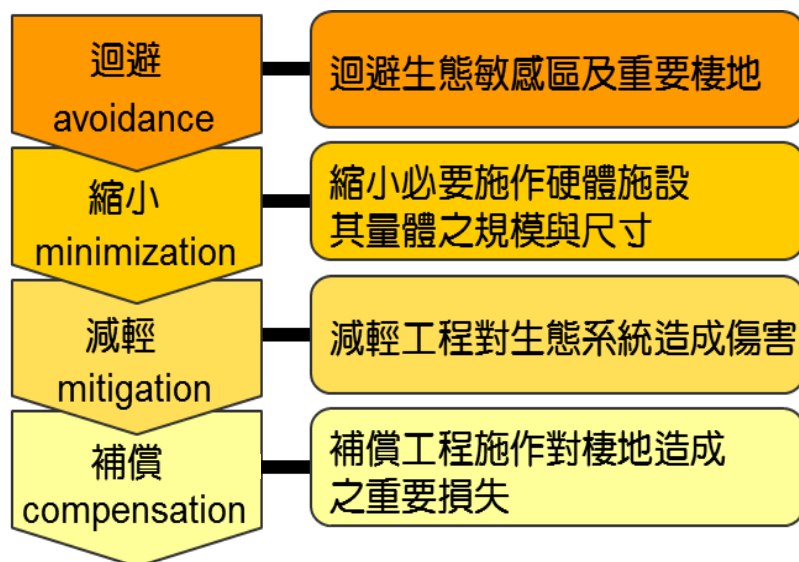 迴避
avoidance
迴避生態敏感區及重要棲地
縮小
minimization
縮小必要施作硬體施設
其量體之規模與尺寸
減輕
mitigation
減輕工程對生態系統造成傷害
補償
compensation
補償工程施作對棲地造成
之重要損失